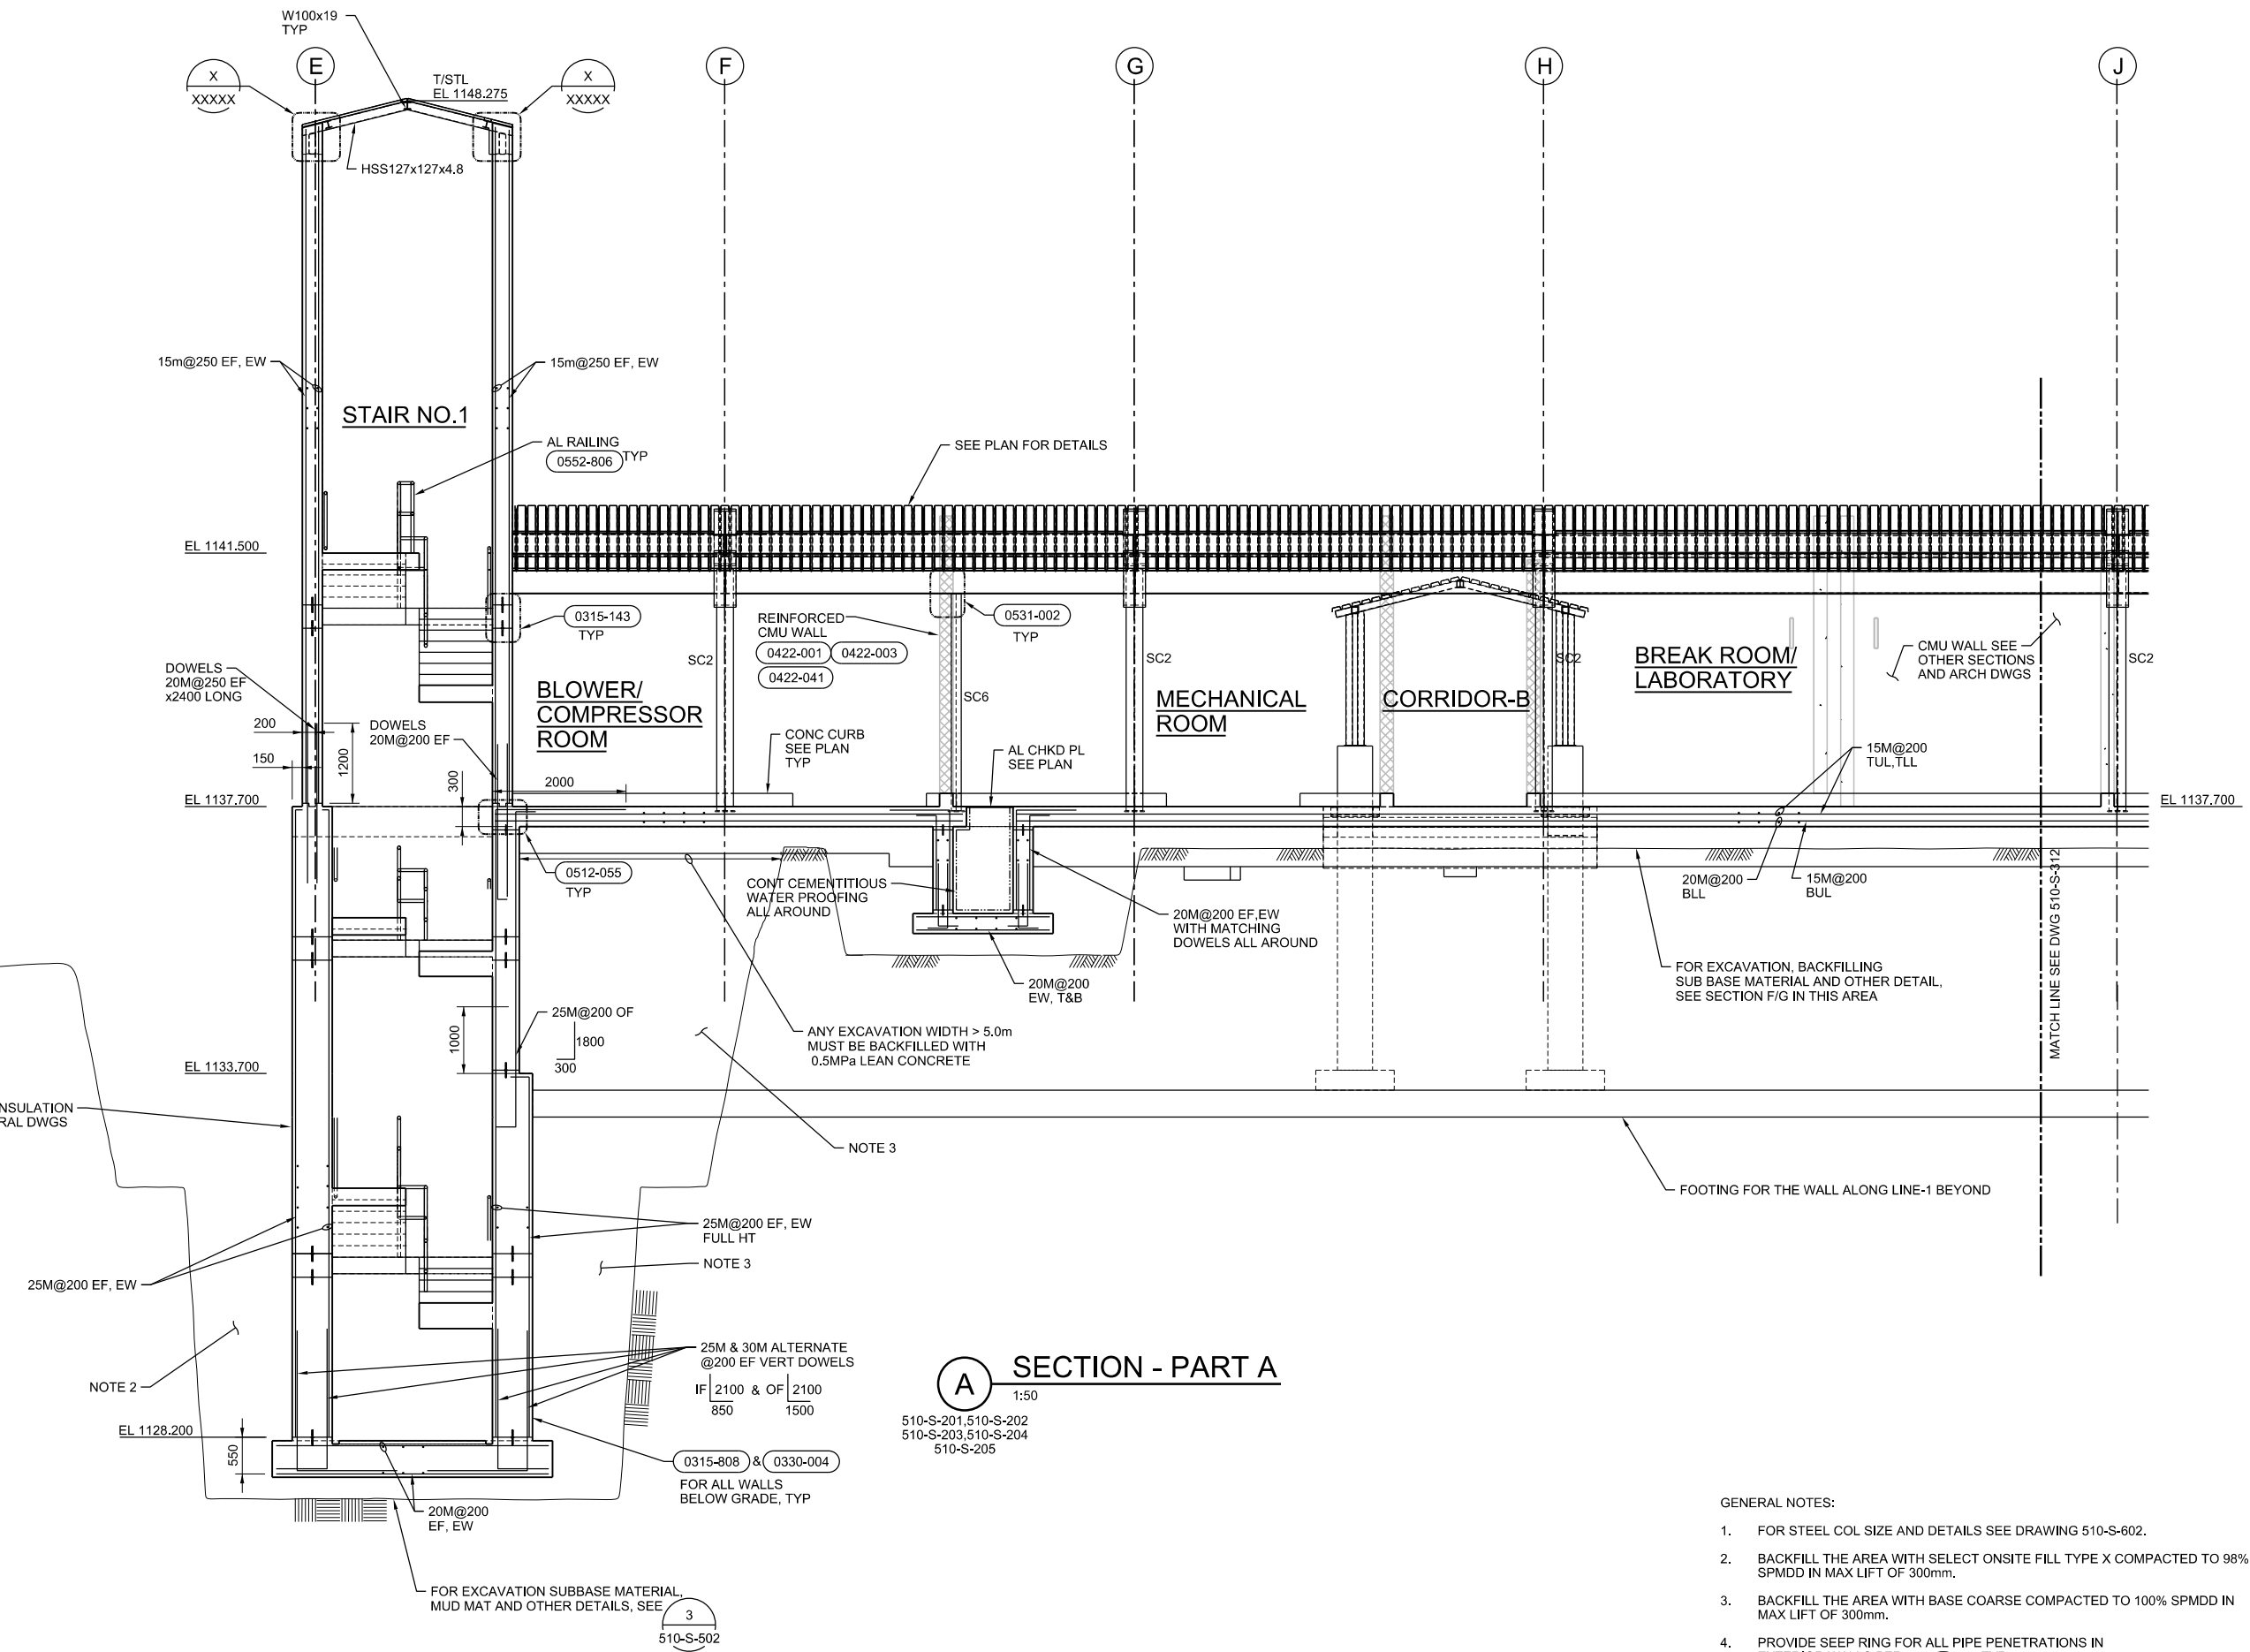 W100x19
TYP
X
XXXXX
E
T/STL
EL 1148.275
X
XXXXX
F
G
H
J
HSS127x127x4.8
15m@250 EF, EW
15m@250 EF, EW
STAIR NO.1
AL RAILING
0552-806 TYP
SEE PLAN FOR DETAILS
EL 1141.500
0315-143
TYP
REINFORCED
CMU WALL
0422-001 0422-003
0422-041
0531-002
TYP
SC2
SC2
SC2
SC2
SC6
DOWELS
20M@250 EF
x2400 LONG
200
150
1200
DOWELS
20M@200 EF
300
2000
BLOWER/
COMPRESSOR
ROOM
CONC CURB
SEE PLAN
TYP
AL CHKD PL
SEE PLAN
MECHANICAL
ROOM
CORRIDOR-B
BREAK ROOM/
LABORATORY
CMU WALL SEE
OTHER SECTIONS
AND ARCH DWGS
15M@200
TUL,TLL
EL 1137.700
EL 1137.700
0512-055
TYP
CONT CEMENTITIOUS
WATER PROOFING
ALL AROUND
20M@200 EF,EW
WITH MATCHING
DOWELS ALL AROUND
20M@200
BLL
15M@200
BUL
20M@200
EW, T&B
FOR EXCAVATION, BACKFILLING
SUB BASE MATERIAL AND OTHER DETAIL,
SEE SECTION F/G IN THIS AREA
MATCH LINE SEE DWG 510-S-312
1000
25M@200 OF
1800
300
ANY EXCAVATION WIDTH > 5.0m
MUST BE BACKFILLED WITH
0.5MPa LEAN CONCRETE
EL 1133.700
NSULATION
RAL DWGS
NOTE 3
FOOTING FOR THE WALL ALONG LINE-1 BEYOND
25M@200 EF, EW
FULL HT
NOTE 3
25M@200 EF, EW
25M & 30M ALTERNATE
@200 EF VERT DOWELS
IF 2100 & OF 2100
850 1500
NOTE 2
EL 1128.200
550
0315-808 & 0330-004
FOR ALL WALLS
BELOW GRADE, TYP
20M@200
EF, EW
FOR EXCAVATION SUBBASE MATERIAL,
MUD MAT AND OTHER DETAILS, SEE
3
510-S-502
A
SECTION - PART A
1:50
510-S-201,510-S-202
510-S-203,510-S-204
510-S-205
GENERAL NOTES:
1. FOR STEEL COL SIZE AND DETAILS SEE DRAWING 510-S-602.
2. BACKFILL THE AREA WITH SELECT ONSITE FILL TYPE X COMPACTED TO 98%
SPMDD IN MAX LIFT OF 300mm.
3. BACKFILL THE AREA WITH BASE COARSE COMPACTED TO 100% SPMDD IN
MAX LIFT OF 300mm.
4. PROVIDE SEEP RING FOR ALL PIPE PENETRATIONS IN